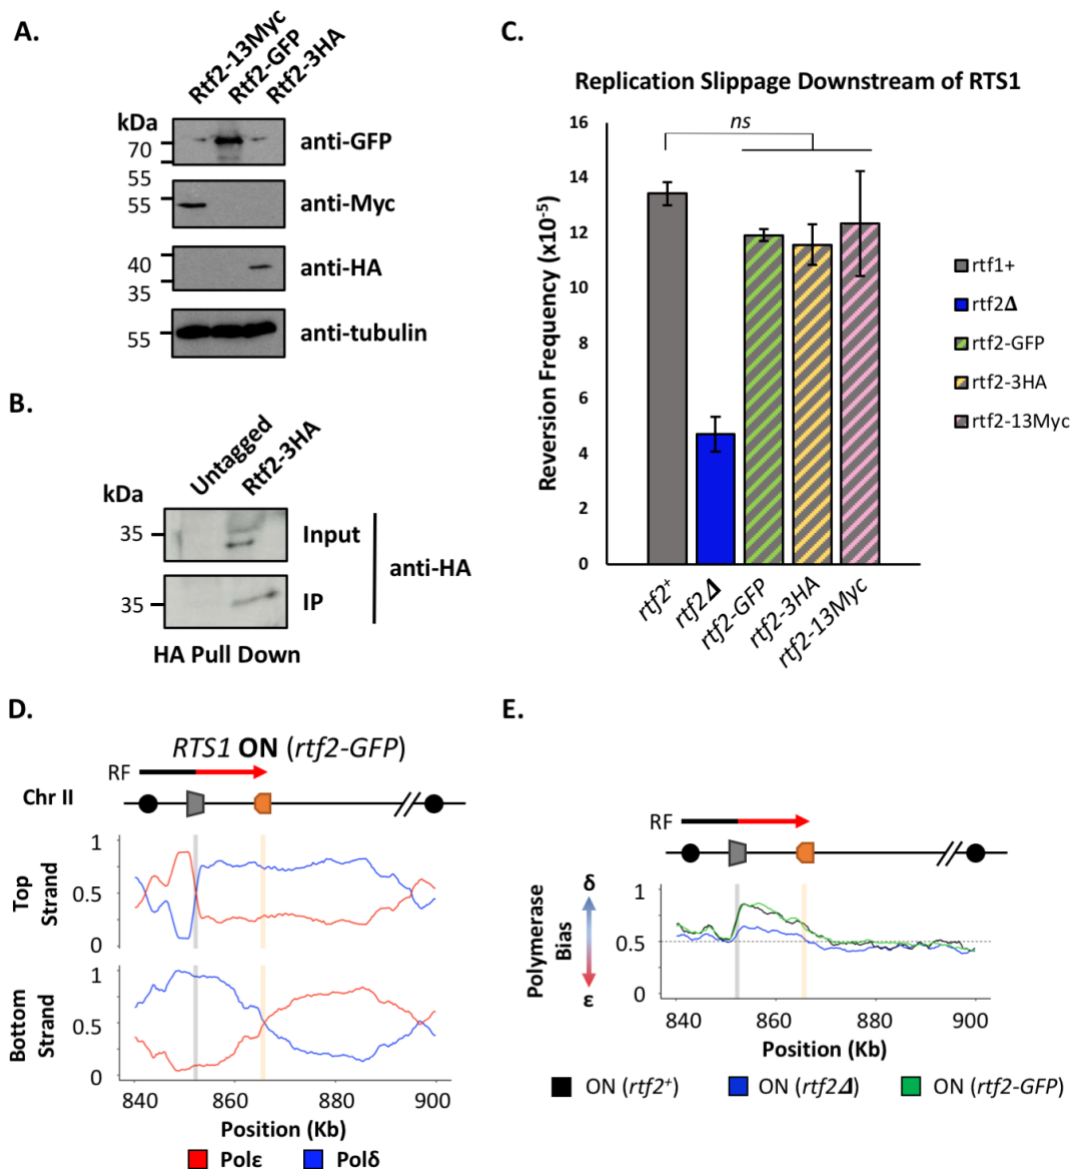 A.
Rtf2-13Myc
Rtf2-GFP
Rtf2-3HA
kDa
70
55
anti-GFP
55
anti-Myc
40
35
anti-HA
55
anti-tubulin
B.
Untagged
Rtf2-3HA
kDa
35
Input
35
IP
anti-HA
HA Pull Down
C.
Replication Slippage Downstream of RTS1
Reversion Frequency (x10⁻⁵)
16
14
12
10
8
6
4
2
0
ns
rtf2⁺
rtf2Δ
rtf2-GFP
rtf2-3HA
rtf2-13Myc
rtf1+
rtf2Δ
rtf2-GFP
rtf2-3HA
rtf2-13Myc
D.
RTS1 ON (rtf2-GFP)
RF
Chr II
Top
Strand
1
0.5
0
Bottom
Strand
1
0.5
0
840 860 880 900
Position (Kb)
Polε Polδ
E.
RF
Polymerase
Bias
δ
ε
1
0.5
0
840 860 880 900
Position (Kb)
ON (rtf2⁺) ON (rtf2Δ) ON (rtf2-GFP)